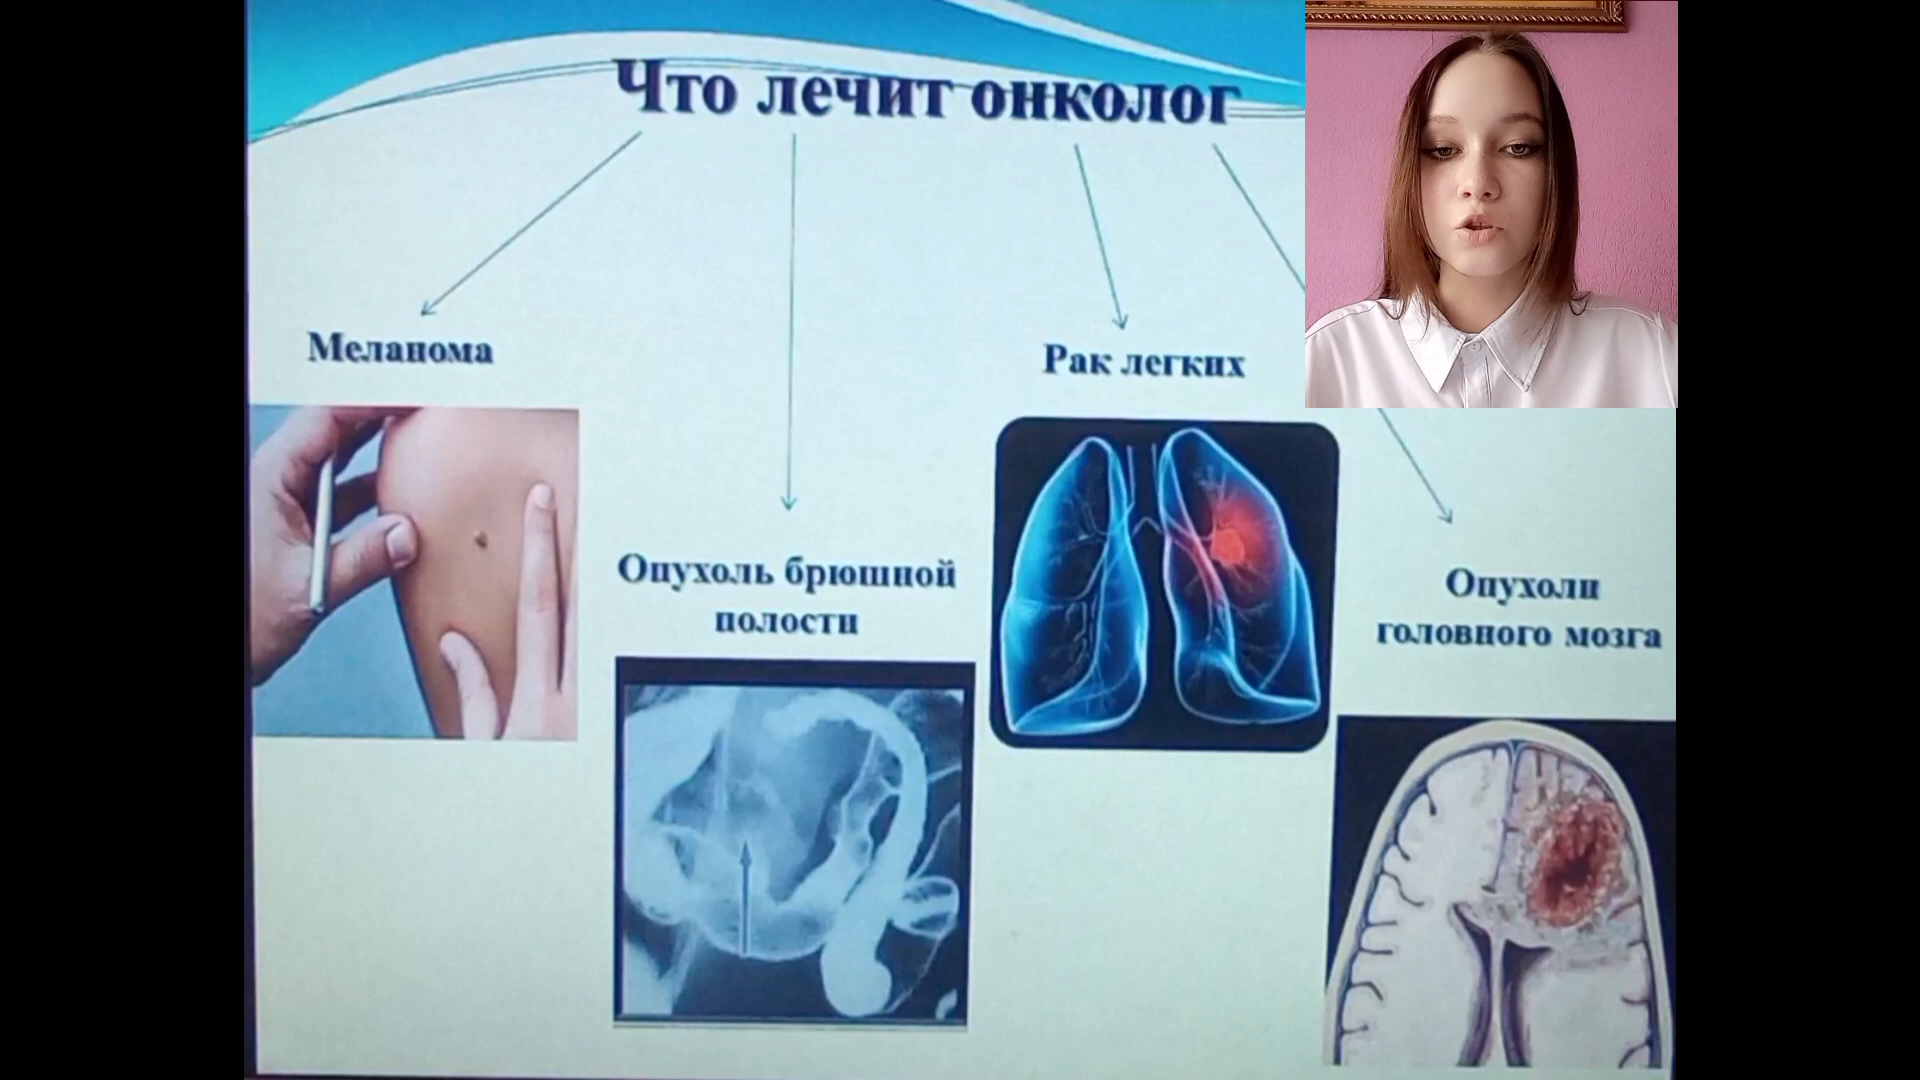 Что лечит онколог
Меланома
Рак легких
Опухоль брюшной
полости
Опухоли
головного мозга